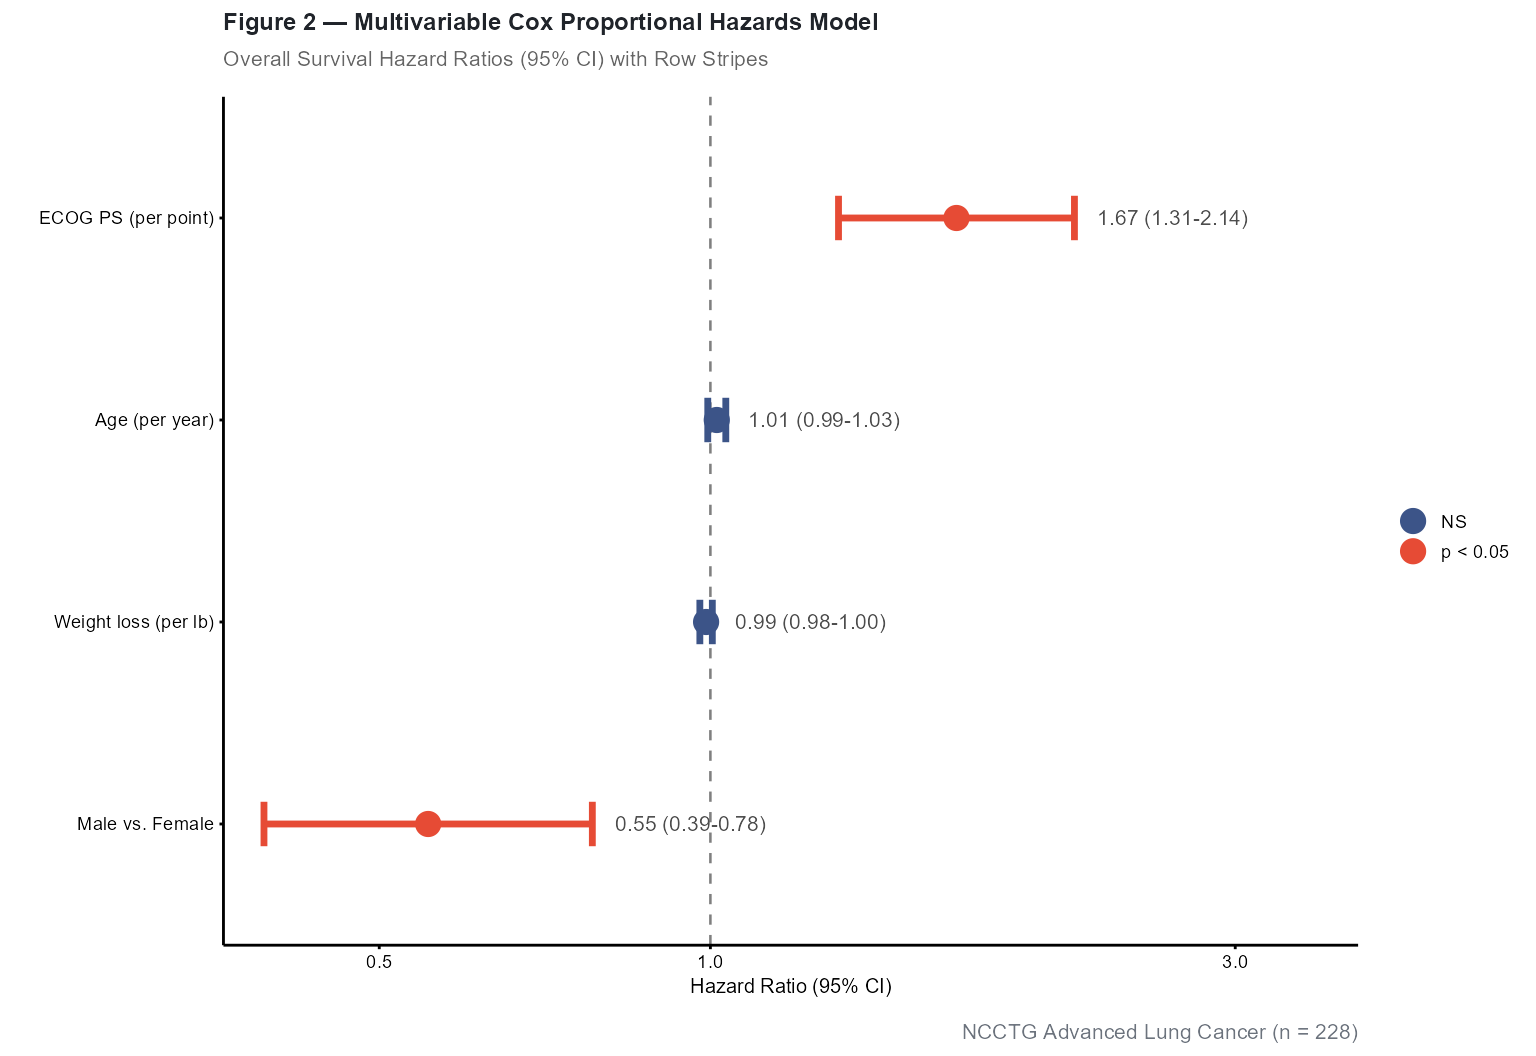 Figure 2 — Multivariable Cox Proportional Hazards Model
Overall Survival Hazard Ratios (95% CI) with Row Stripes
ECOG PS (per point)
1.67 (1.31-2.14)
Age (per year)
1.01 (0.99-1.03)
Weight loss (per lb)
0.99 (0.98-1.00)
Male vs. Female
0.55 (0.39-0.78)
NS
p < 0.05
0.5 1.0 3.0
Hazard Ratio (95% CI)
NCCTG Advanced Lung Cancer (n = 228)